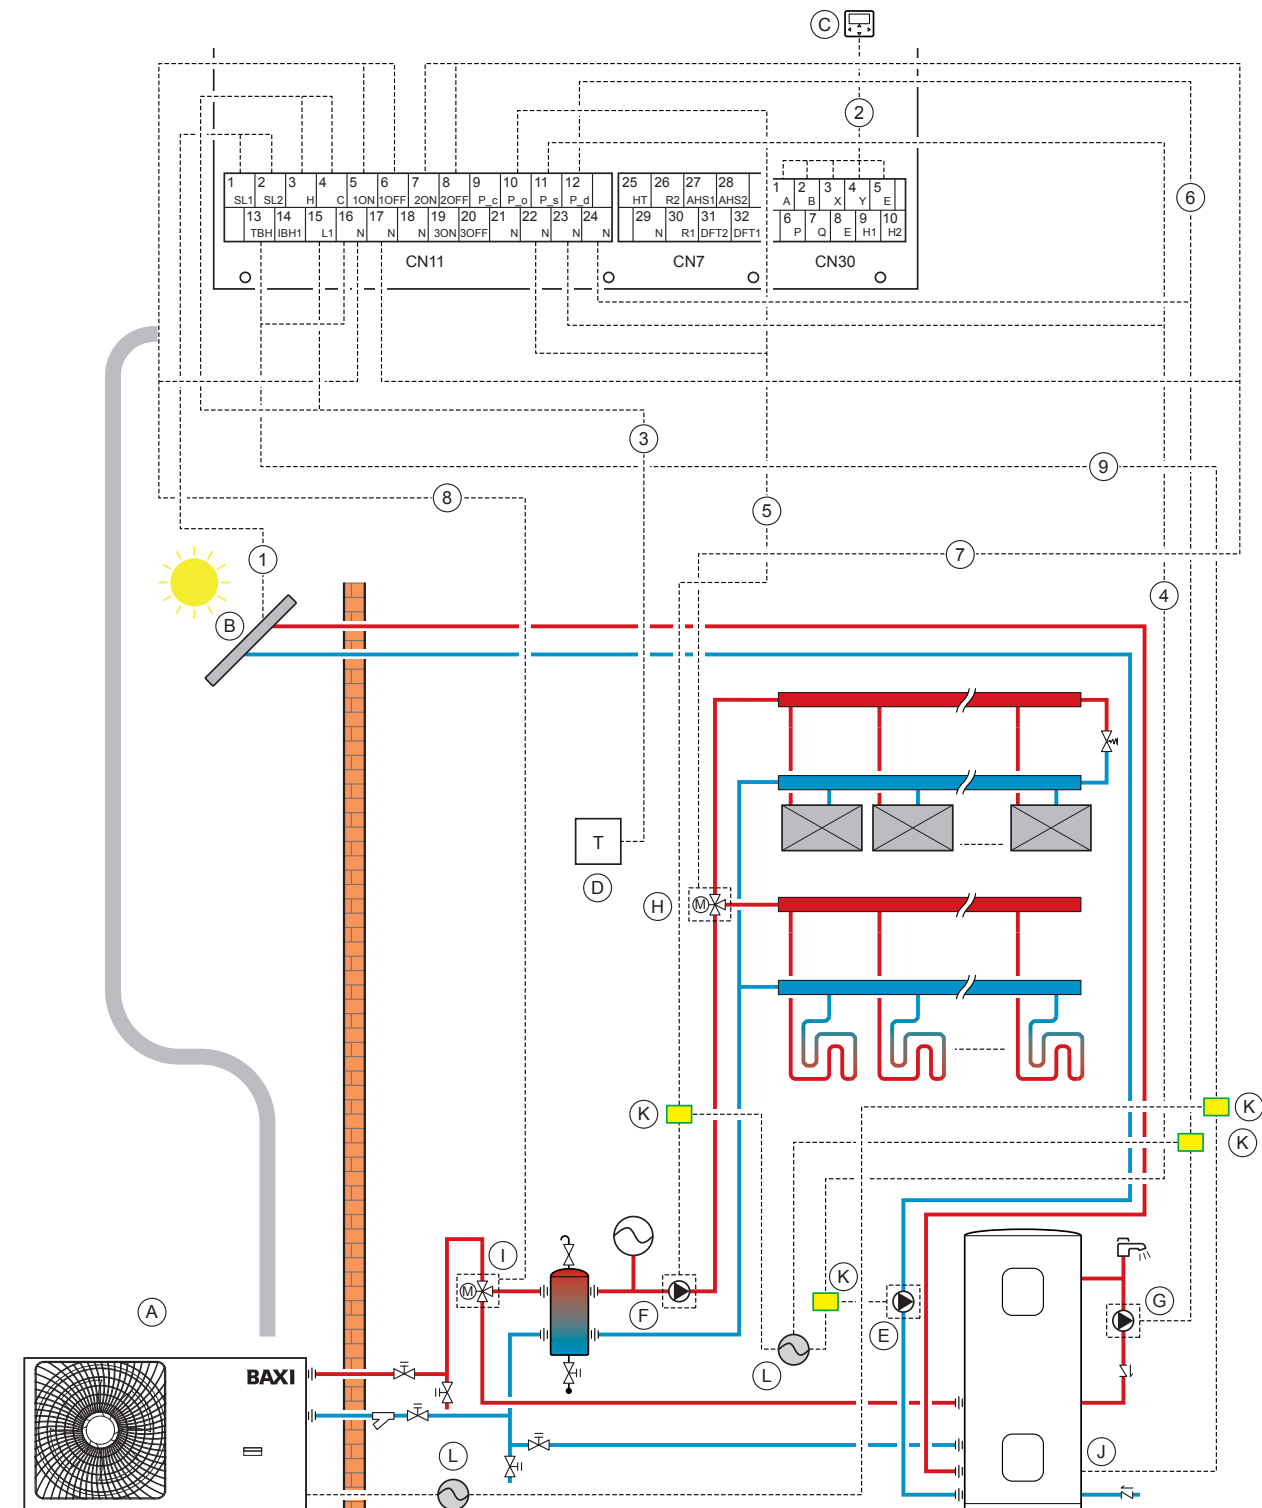 C
2
6
1 2 3 4 5 6 7 8 9 10 11 12
SL1 SL2 H C 1ON 1OFF 2ON 2OFF P_c P_o P_s P_d
13 14 15 16 17 18 19 20 21 22 23 24
TBH IBH1 L1 N N N 3ON 3OFF N N N N
25 26 27 28
HT R2 AHS1 AHS2
29 30 31 32
N R1 DFT2 DFT1
1 2 3 4 5
A B X Y E
6 7 8 9 10
P Q E H1 H2
CN11 CN7 CN30
3
9
8
5
7
1
4
B
T
D
H
M
K
K
K
I
M
K
F
E
G
A
L
BAXI
J
L